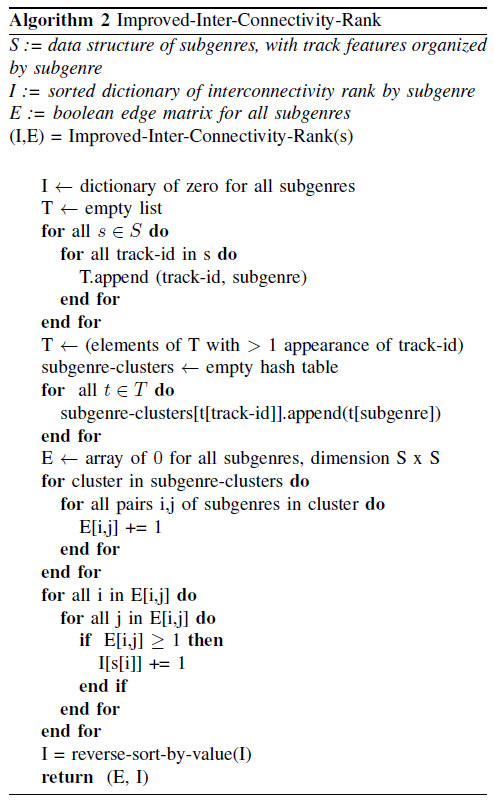 Algorithm 2 Improved-Inter-Connectivity-Rank
S := data structure of subgenres, with track features organized
by subgenre
I := sorted dictionary of interconnectivity rank by subgenre
E := boolean edge matrix for all subgenres
(I,E) = Improved-Inter-Connectivity-Rank(s)
I ← dictionary of zero for all subgenres
T ← empty list
for all s ∈ S do
for all track-id in s do
T.append (track-id, subgenre)
end for
end for
T ← (elements of T with > 1 appearance of track-id)
subgenre-clusters ← empty hash table
for all t ∈ T do
subgenre-clusters[t[track-id]].append(t[subgenre])
end for
E ← array of 0 for all subgenres, dimension S x S
for cluster in subgenre-clusters do
for all pairs i,j of subgenres in cluster do
E[i,j] += 1
end for
end for
for all i in E[i,j] do
for all j in E[i,j] do
if E[i,j] ≥ 1 then
I[s[i]] += 1
end if
end for
end for
I = reverse-sort-by-value(I)
return (E, I)